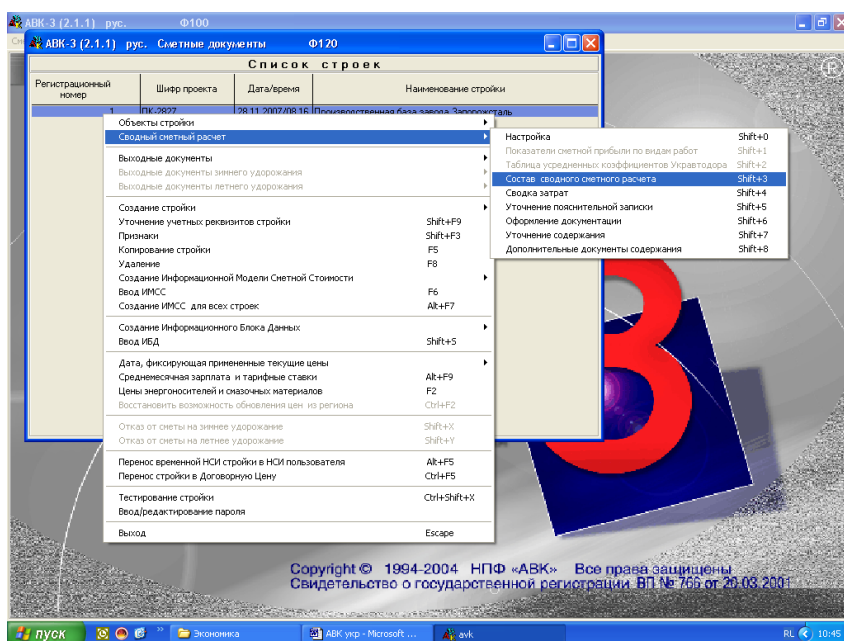 АВК-3 (2.1.1) рус. Ф100
АВК-3 (2.1.1) рус. Сметные документы Ф120
Список строек
Регистрационный номер Шифр проекта Дата/время Наименование стройки
1 ПК-2827 28.11.2007/08.16 Производственная база завода Запорожсталь
Объекты стройки
Сводный сметный расчет
Выходные документы
Выходные документы зимнего удорожания
Выходные документы летнего удорожания
Создание стройки
Уточнение учетных реквизитов стройки Shift+F9
Признаки Shift+F3
Копирование стройки F5
Удаление F8
Создание Информационной Модели Сметной Стоимости
Ввод ИМСС F6
Создание ИМСС для всех строек Alt+F7
Создание Информационного Блока Данных
Ввод ИБД Shift+5
Дата, фиксирующая примененные текущие цены
Среднемесячная зарплата и тарифные ставки Alt+F9
Цены энергоносителей и смазочных материалов F2
Восстановить возможность обновления цен из региона Ctrl+F2
Отказ от сметы на зимнее удорожание Shift+X
Отказ от сметы на летнее удорожание Shift+Y
Перенос временной НСИ стройки в НСИ пользователя Alt+F5
Перенос стройки в Договорную Цену Ctrl+F5
Тестирование стройки Ctrl+Shift+X
Ввод/редактирование пароля
Выход Escape
Настройка Shift+0
Показатели сметной прибыли по видам работ Shift+1
Таблица усредненных коэффициентов Укравтодора Shift+2
Состав сводного сметного расчета Shift+3
Сводка затрат Shift+4
Уточнение пояснительной записки Shift+5
Оформление документации Shift+6
Уточнение содержания Shift+7
Дополнительные документы содержания Shift+8
®
3
Copyright © 1994-2004 НПФ «АВК» Все права защищены
Свидетельство о государственной регистрации ВП № 766 от 20.03.2001
пуск » Экономика АВК укр - Microsoft ... avk RL 10:45